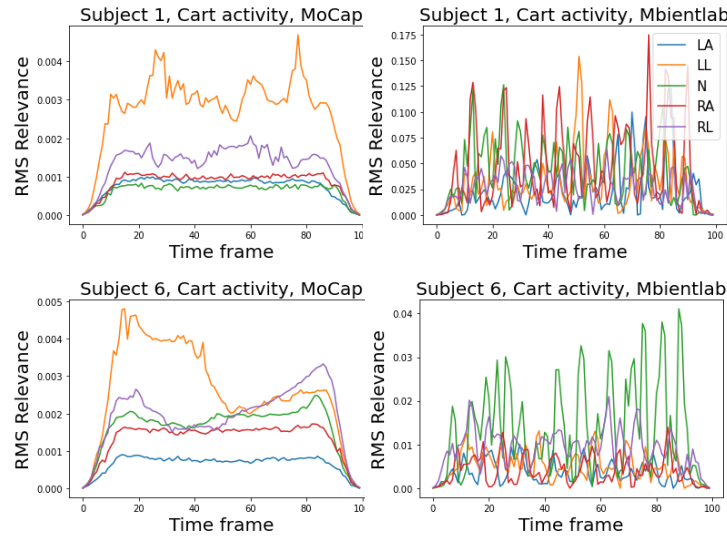 Subject 1, Cart activity, MoCap
RMS Relevance
0.004
0.003
0.002
0.001
0.000
0 20 40 60 80 100
Time frame
Subject 1, Cart activity, Mbientlab
RMS Relevance
0.175
0.150
0.125
0.100
0.075
0.050
0.025
0.000
LA
LL
N
RA
RL
0 20 40 60 80 100
Time frame
Subject 6, Cart activity, MoCap
RMS Relevance
0.005
0.004
0.003
0.002
0.001
0.000
0 20 40 60 80 100
Time frame
Subject 6, Cart activity, Mbientlab
RMS Relevance
0.04
0.03
0.02
0.01
0.00
0 20 40 60 80 100
Time frame